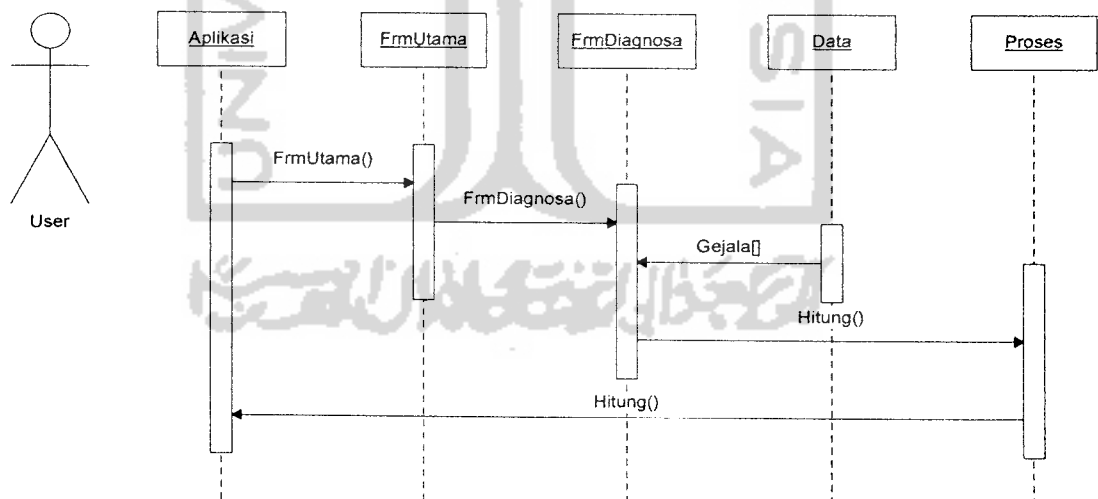 Aplikasi
FrmUtama
FrmDiagnosa
Data
Proses
User
FrmUtama()
FrmDiagnosa()
Gejala[]
Hitung()
Hitung()